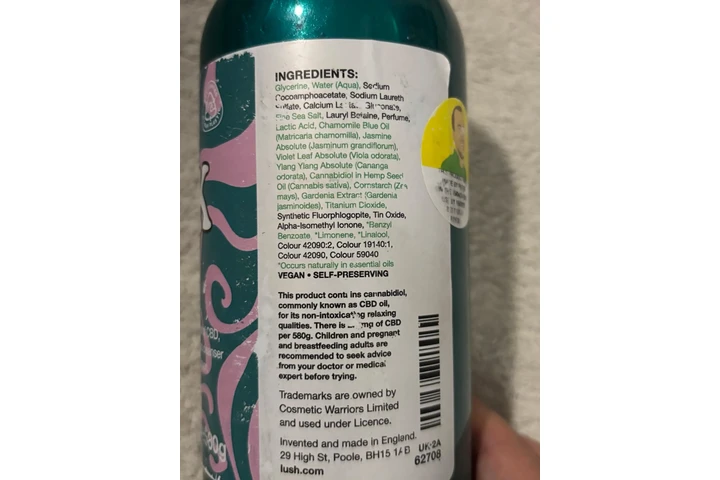 INGREDIENTS:
Glycerine, Water (Aqua), Sodium
Cocoamphoacetate, Sodium Laureth
Calcium
Sea Salt, Lauryl Betaine, Perfume,
Lactic Acid, Chamomile Blue Oil
(Matricaria chamomilla), Jasmine
Absolute (Jasminum grandiflorum),
Violet Leaf Absolute (Viola odorata),
Ylang Ylang Absolute (Cananga
odorata), Cannabidiol in Hemp Seed
Oil (Cannabis sativa), Cornstarch (Zea
mays), Gardenia Extract (Gardenia
jasminoides), Titanium Dioxide,
Synthetic Fluorphlogopite, Tin Oxide,
Alpha-Isomethyl Ionone, *Benzyl
Benzoate, *Limonene, *Linalool,
Colour 42090:2, Colour 19140:1,
Colour 42090, Colour 59040
*Occurs naturally in essential oils
VEGAN • SELF-PRESERVING
This product contains cannabidiol,
commonly known as CBD oil,
for its non-intoxicating relaxing
qualities. There is of CBD
per 580g. Children and pregnant
and breastfeeding adults are
recommended to seek advice
from your doctor or medical
expert before trying.
Trademarks are owned by
Cosmetic Warriors Limited
and used under Licence.
Invented and made in England.
29 High St, Poole, BH15
lush.com
UK-2A
62708
X
CBD,
80g